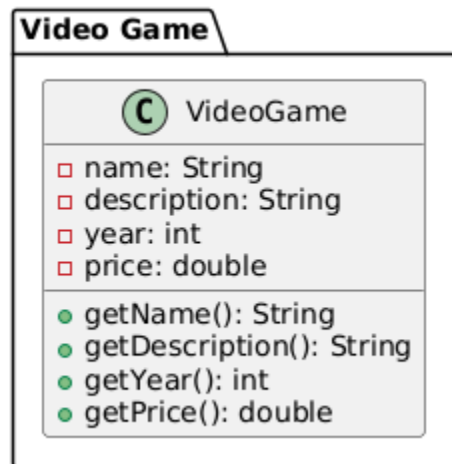 Video Game
C VideoGame
name: String
description: String
year: int
price: double
getName(): String
getDescription(): String
getYear(): int
getPrice(): double